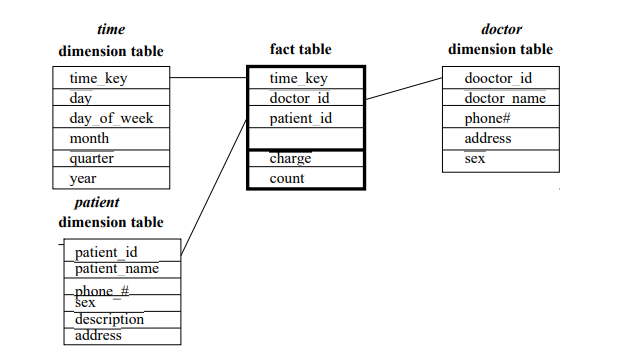 time
dimension table
time_key
day
day_of_week
month
quarter
year
fact table
time_key
doctor_id
patient_id
charge
count
doctor
dimension table
dooctor_id
doctor_name
phone#
address
sex
patient
dimension table
patient_id
patient_name
phone_#
sex
description
address